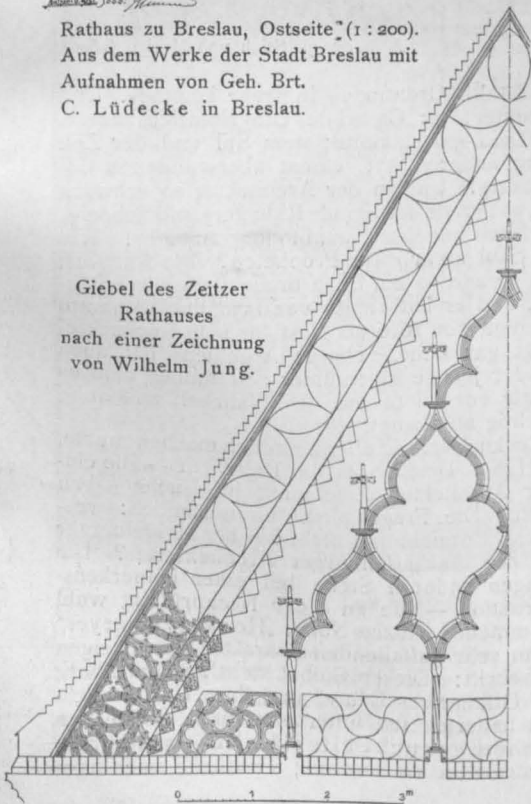 Rathaus zu Breslau, Ostseite (1 : 200).
Aus dem Werke der Stadt Breslau mit
Aufnahmen von Geh. Brt.
C. Lüdecke in Breslau.
Giebel des Zeitzer
Rathauses
nach einer Zeichnung
von Wilhelm Jung.
0 1 2 3m